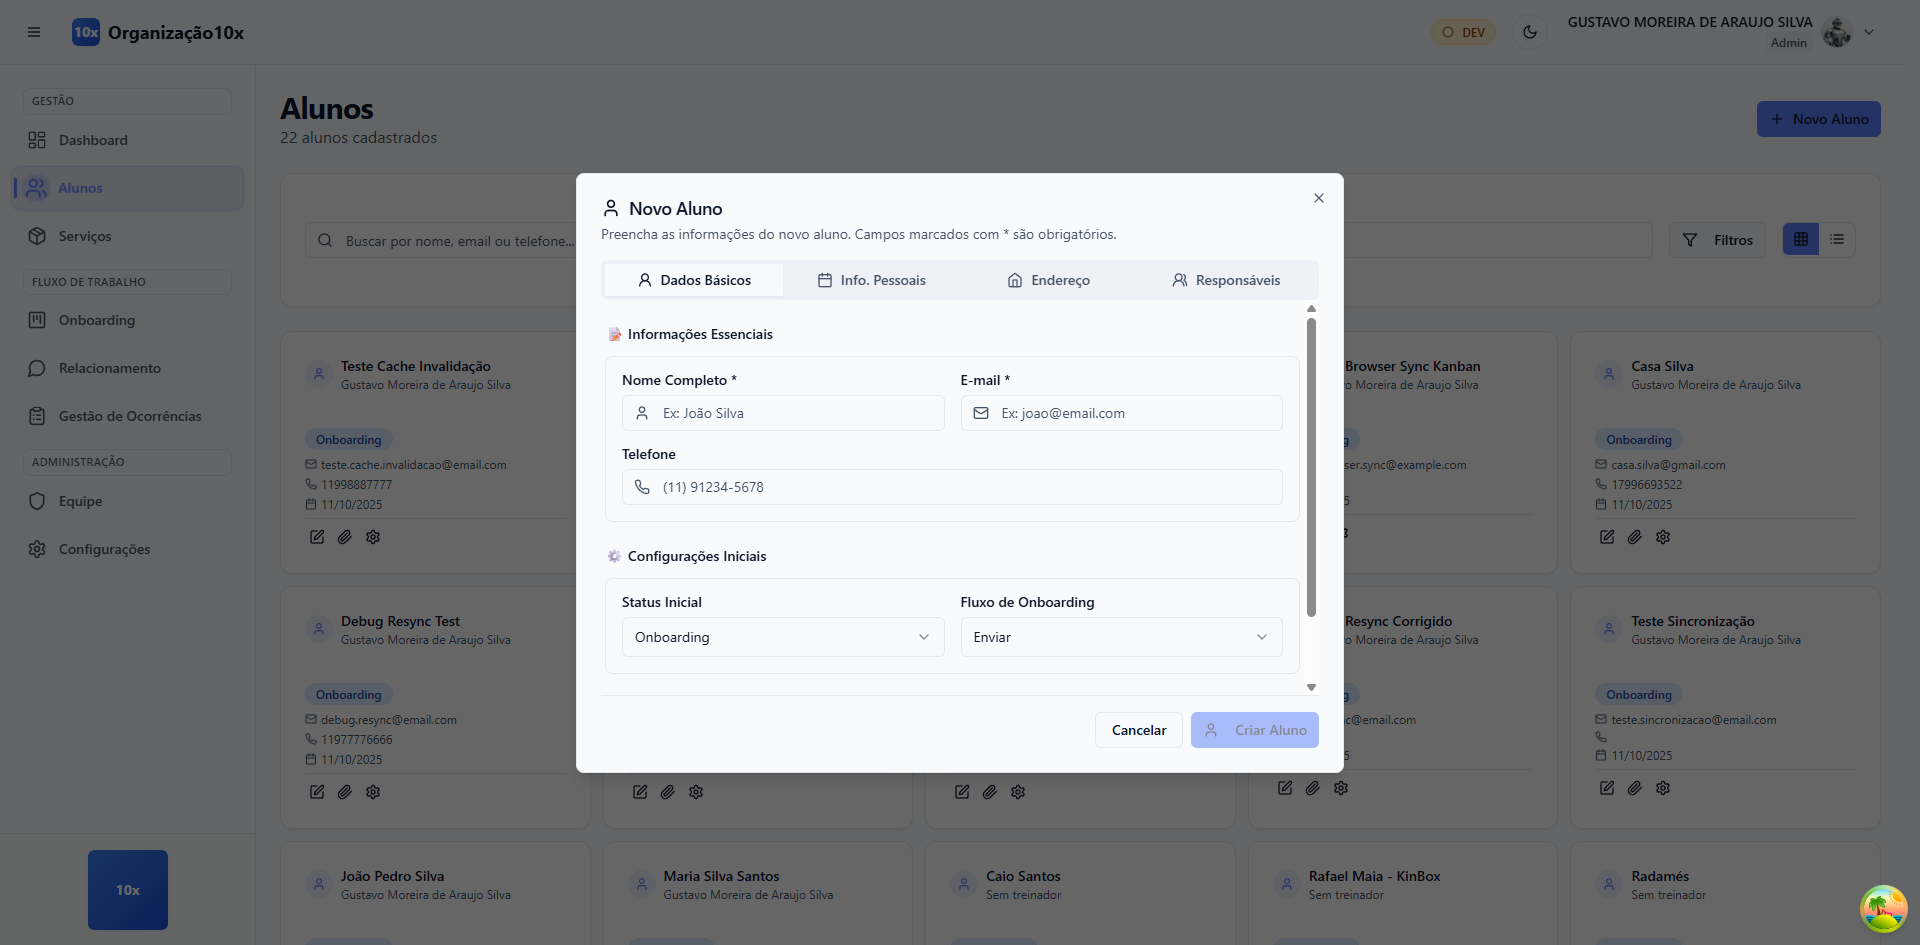 10x Organização10x
DEV
GUSTAVO MOREIRA DE ARAUJO SILVA
Admin
GESTÃO
Dashboard
Alunos
Serviços
FLUXO DE TRABALHO
Onboarding
Relacionamento
Gestão de Ocorrências
ADMINISTRAÇÃO
Equipe
Configurações
10x
Alunos
22 alunos cadastrados
Novo Aluno
Buscar por nome, email ou telefone...
Filtros
Novo Aluno
Preencha as informações do novo aluno. Campos marcados com * são obrigatórios.
Dados Básicos
Info. Pessoais
Endereço
Responsáveis
Informações Essenciais
Nome Completo *
Ex: João Silva
E-mail *
Ex: joao@email.com
Telefone
(11) 91234-5678
Configurações Iniciais
Status Inicial
Onboarding
Fluxo de Onboarding
Enviar
Cancelar
Criar Aluno
Teste Cache Invalidação
Gustavo Moreira de Araujo Silva
Onboarding
teste.cache.invalidacao@email.com
11998887777
11/10/2025
Browser Sync Kanban
o Moreira de Araujo Silva
g
ser.sync@example.com
5
Casa Silva
Gustavo Moreira de Araujo Silva
Onboarding
casa.silva@gmail.com
17996693522
11/10/2025
Debug Resync Test
Gustavo Moreira de Araujo Silva
Onboarding
debug.resync@email.com
11977776666
11/10/2025
Resync Corrigido
o Moreira de Araujo Silva
g
c@email.com
5
Teste Sincronização
Gustavo Moreira de Araujo Silva
Onboarding
teste.sincronizacao@email.com
11/10/2025
João Pedro Silva
Gustavo Moreira de Araujo Silva
Maria Silva Santos
Gustavo Moreira de Araujo Silva
Caio Santos
Sem treinador
Rafael Maia - KinBox
Sem treinador
Radamés
Sem treinador